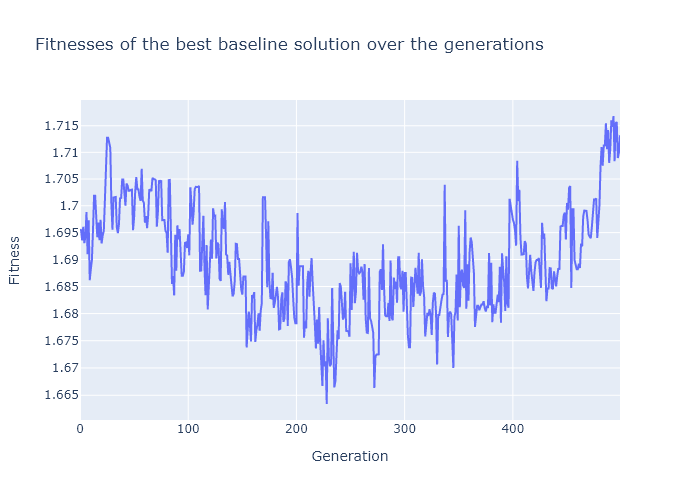 Fitnesses of the best baseline solution over the generations
1.715
1.71
1.705
1.7
1.695
1.69
1.685
1.68
1.675
1.67
1.665
Fitness
0 100 200 300 400
Generation